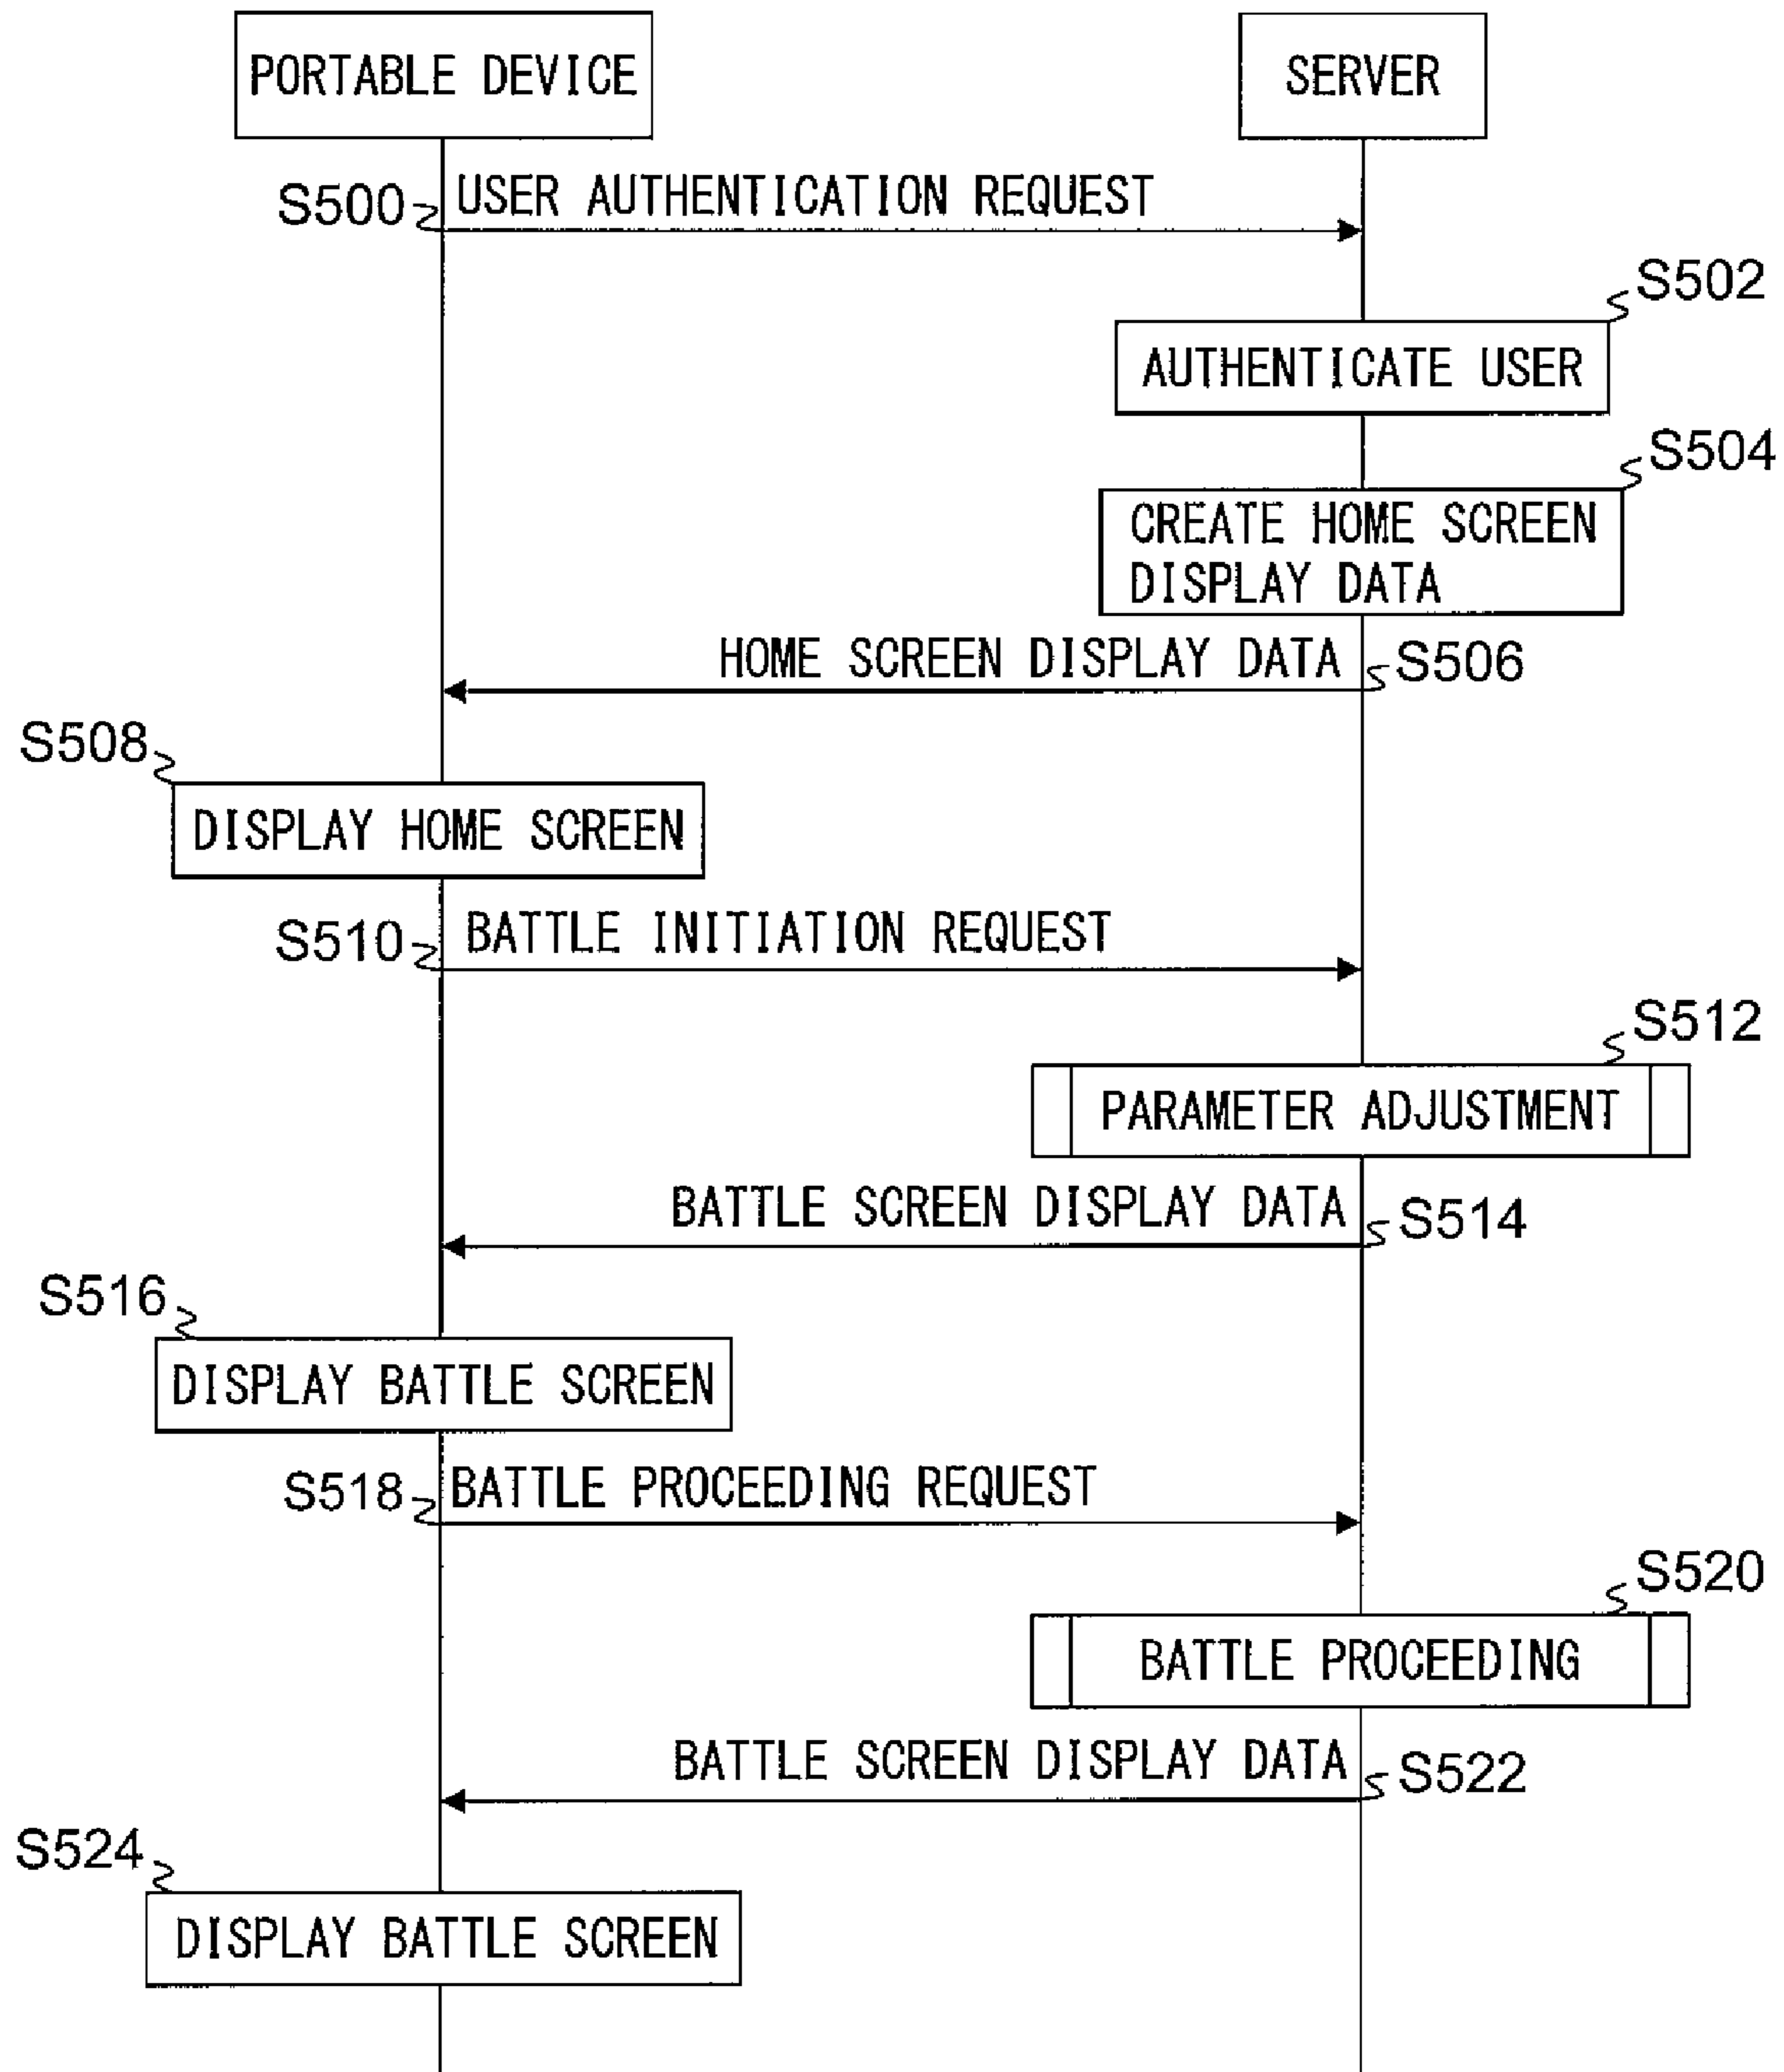 PORTABLE DEVICE
SERVER
S500
USER AUTHENTICATION REQUEST
S502
AUTHENTICATE USER
S504
CREATE HOME SCREEN
DISPLAY DATA
HOME SCREEN DISPLAY DATA
S506
S508
DISPLAY HOME SCREEN
S510
BATTLE INITIATION REQUEST
S512
PARAMETER ADJUSTMENT
BATTLE SCREEN DISPLAY DATA
S514
S516
DISPLAY BATTLE SCREEN
S518
BATTLE PROCEEDING REQUEST
S520
BATTLE PROCEEDING
BATTLE SCREEN DISPLAY DATA
S522
S524
DISPLAY BATTLE SCREEN